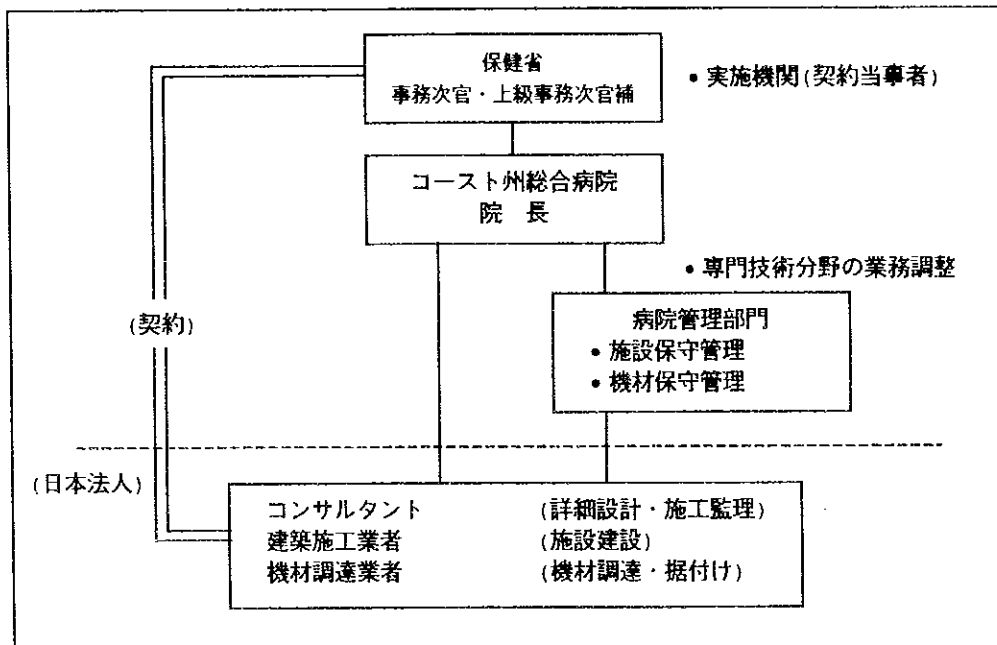 保健省
事務次官・上級事務次官補
• 実施機関(契約当事者)
コースト州総合病院
院 長
• 専門技術分野の業務調整
(契約)
病院管理部門
• 施設保守管理
• 機材保守管理
(日本法人)
コンサルタント (詳細設計・施工監理)
建築施工業者 (施設建設)
機材調達業者 (機材調達・据付け)